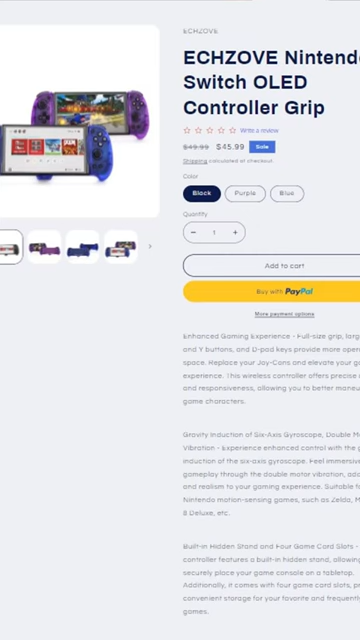 ECHZOVE
ECHZOVE Nintendo
Switch OLED
Controller Grip
Write a review
$49.99 $45.99 Sale
Shipping calculated at checkout.
Color
Black Purple Blue
Quantity
− 1 +
Add to cart
Buy with PayPal
More payment options
Enhanced Gaming Experience - Full-size grip, larg
and Y buttons, and D-pad keys provide more oper
space. Replace your Joy-Cons and elevate your ga
experience. This wireless controller offers precise
and responsiveness, allowing you to better maneu
game characters.
Gravity Induction of Six-Axis Gyroscope, Double M
Vibration - Experience enhanced control with the g
induction of the six-axis gyroscope. Feel immersive
gameplay through the double motor vibration, add
and realism to your gaming experience. Suitable fo
Nintendo motion-sensing games, such as Zelda, M
8 Deluxe, etc.
Built-in Hidden Stand and Four Game Card Slots -
controller features a built-in hidden stand,
securely place your game console on a tabletop.
Additionally, it comes with four game card slots, pr
convenient storage for your favorite and frequently
games.